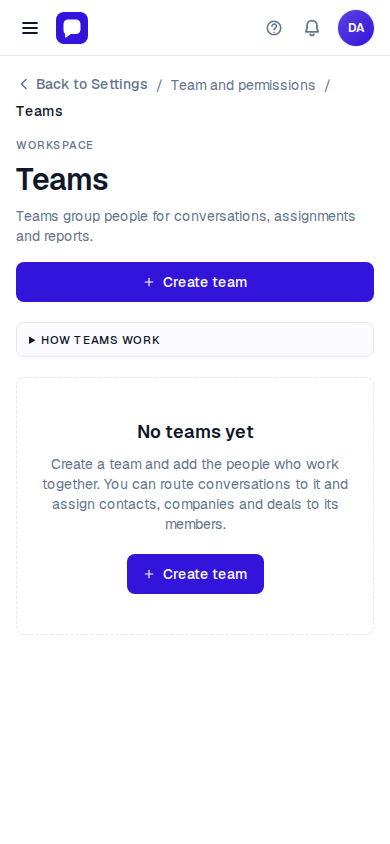 DA
Back to Settings / Team and permissions /
Teams
WORKSPACE
Teams
Teams group people for conversations, assignments
and reports.
+ Create team
HOW TEAMS WORK
No teams yet
Create a team and add the people who work
together. You can route conversations to it and
assign contacts, companies and deals to its
members.
+ Create team